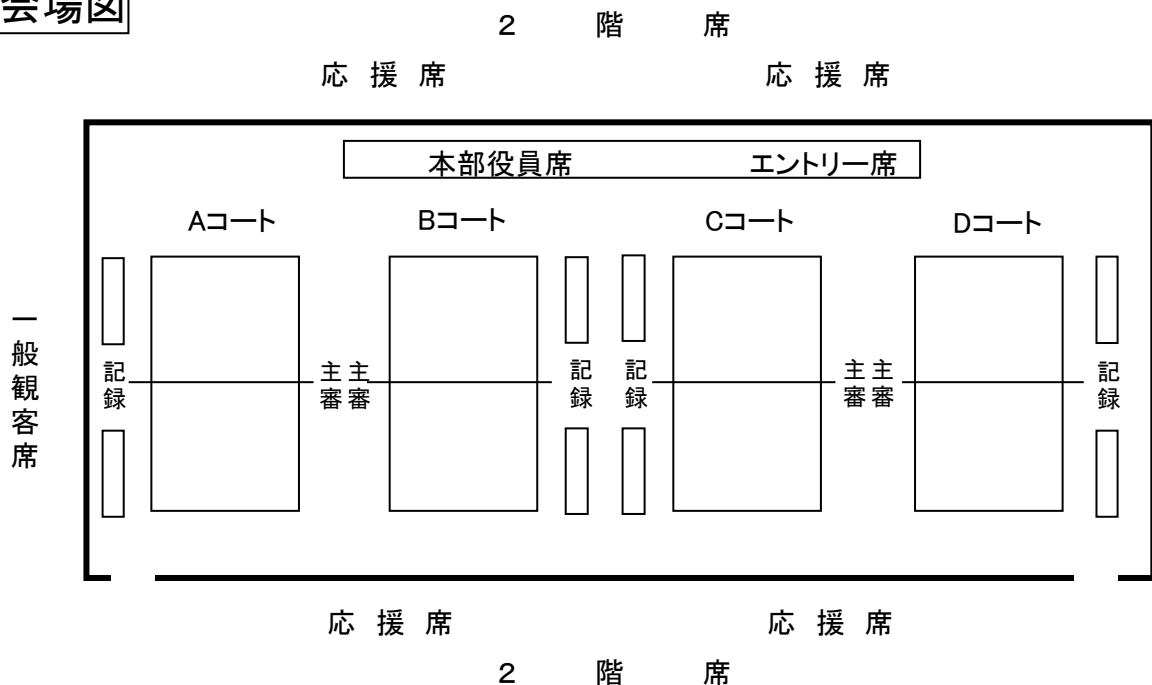 会場図
２　階　席
応援席　応援席
本部役員席　エントリー席
Aコート　Bコート　Cコート　Dコート
一般観客席
記録　主審　主審　記録　記録　主審　主審　記録
応援席　応援席
２　階　席